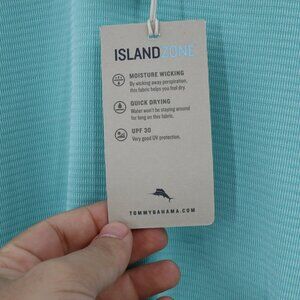 ISLANDZONE
MOISTURE WICKING
By wicking away perspiration,
this fabric helps you feel dry.
QUICK DRYING
Water won't be staying around
for long on this fabric.
UPF 30
Very good UV protection.
TOMMYBAHAMA.COM